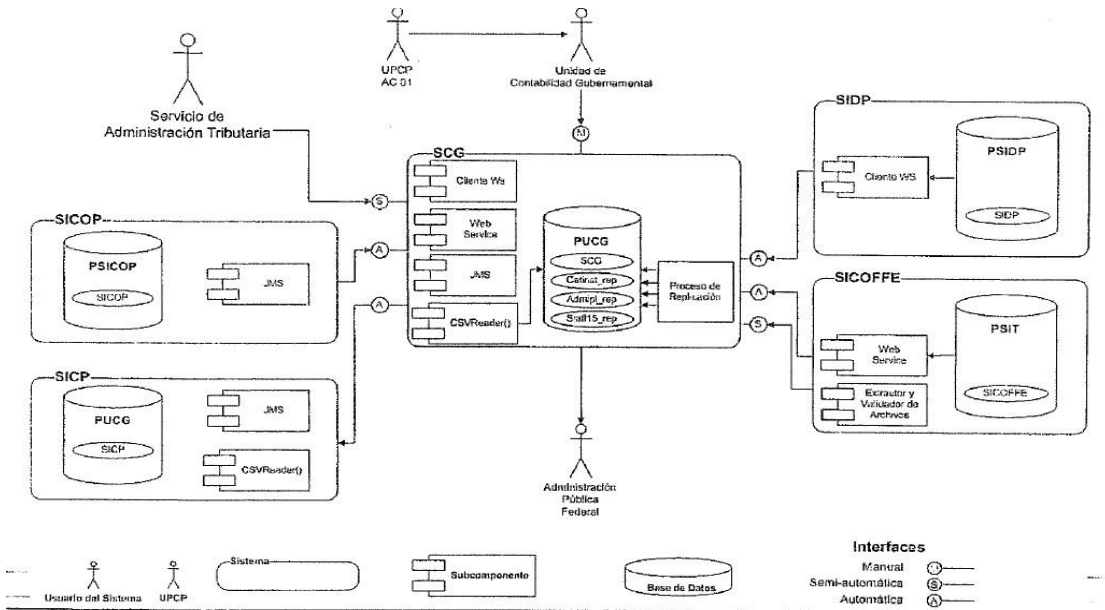 UPCP
AC 01
Unidad de
Contabilidad Gubernamental
Servicio de
Administración Tributaria
M
SCG
Cliente Ws
S
Web
Service
A
JMS
A
CSVReader()
PUCG
SCG
Catinst_rep
Admipl_rep
Proceso de
Replicación
A
A
S
SIDP
Cliente WS
PSIDP
SIDP
SICOP
PSICOP
SICOP
JMS
SICOFFE
Web
Service
Extrautor y
Validador de
Archivos
PSIT
SICOFFE
SICP
PUCG
SICP
JMS
CSVReader()
Administración
Pública
Federal
Usuario del Sistema
UPCP
Sistema
Subcomponente
Base de Datos
Interfaces
Manual
Semi-automática
S
Automática
A